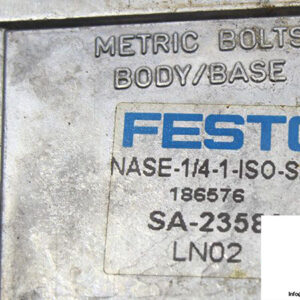 METRIC BOLTS
BODY/BASE
FESTO
NASE-1/4-1-ISO-S
186576
SA-2358
LN02